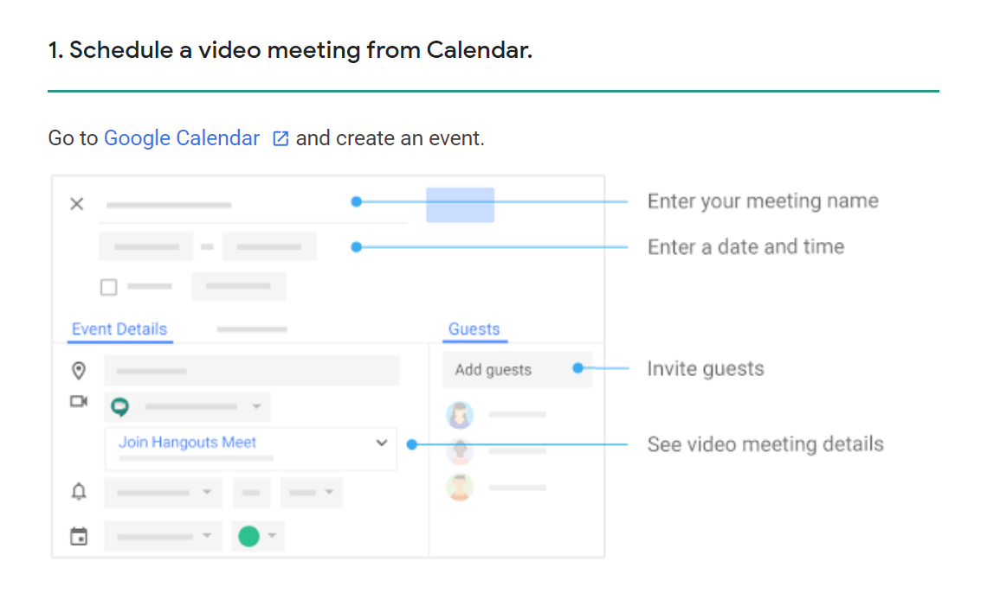 1. Schedule a video meeting from Calendar.
Go to Google Calendar and create an event.
Enter your meeting name
Enter a date and time
Event Details
Guests
Add guests
Invite guests
Join Hangouts Meet
See video meeting details